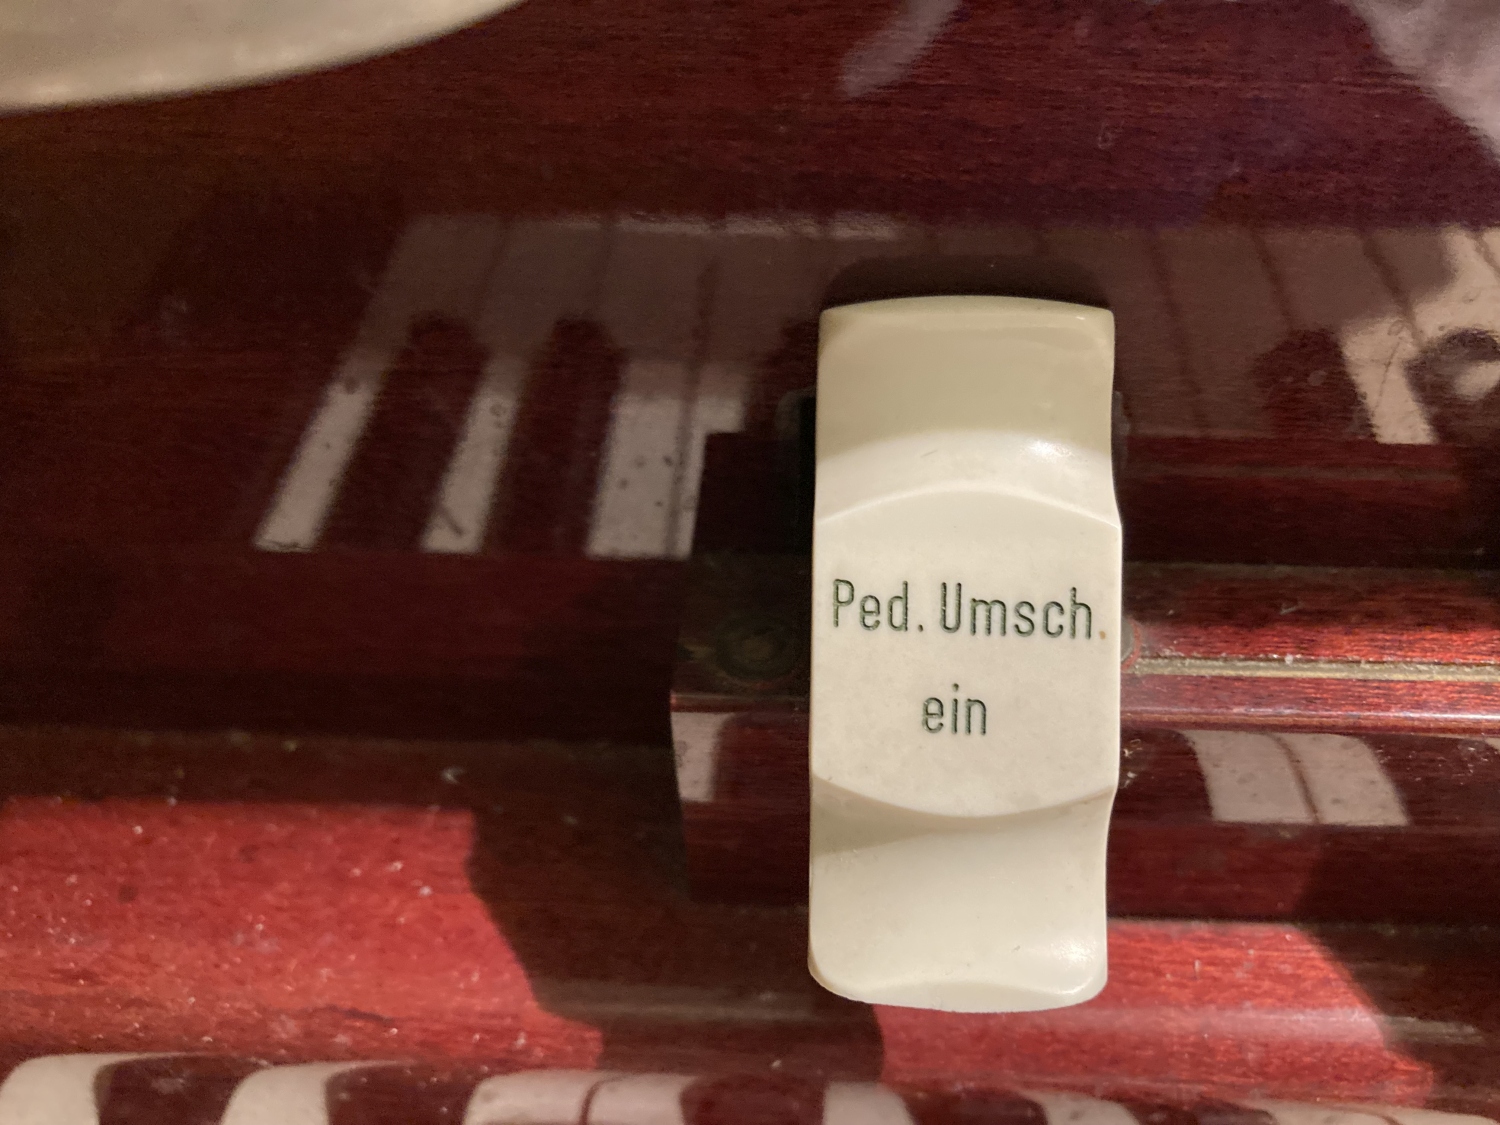 Ped. Umsch.
ein